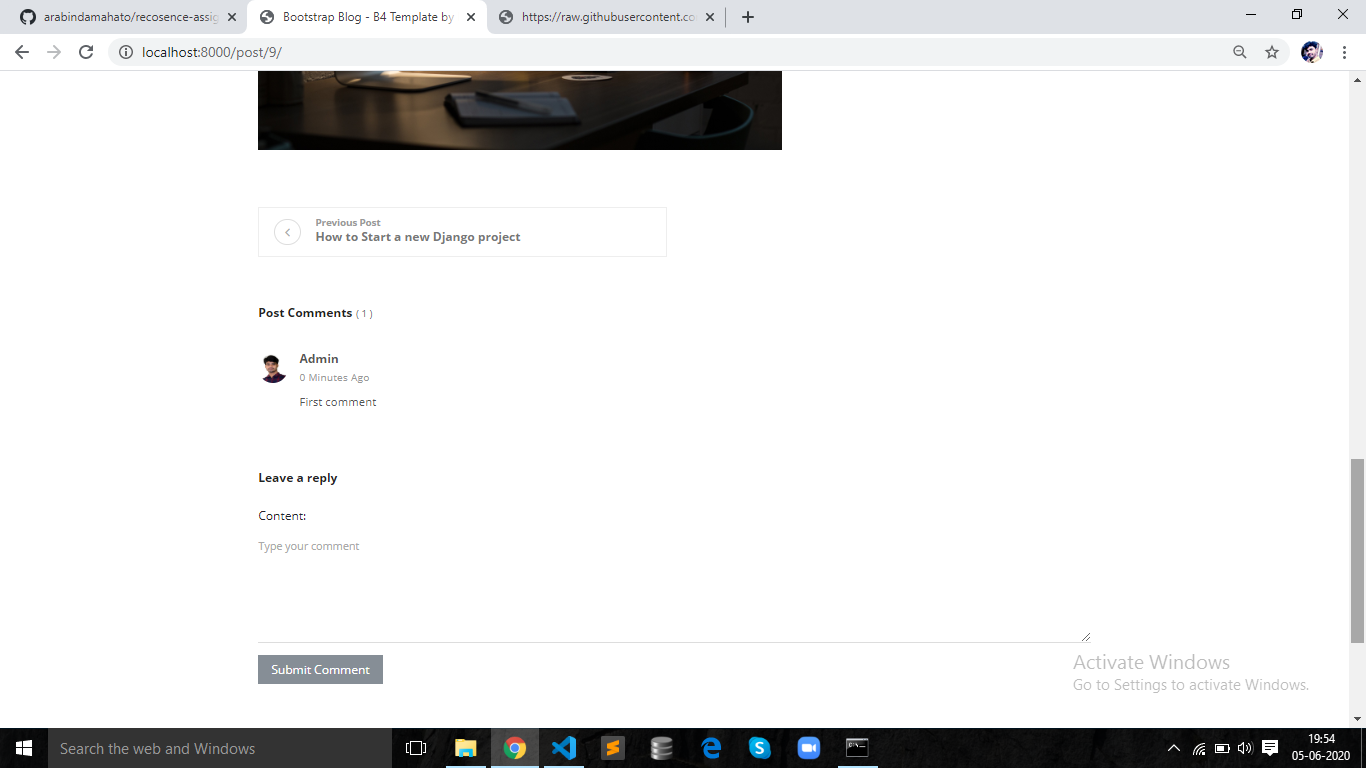 arabindamahato/recosence-assig
Bootstrap Blog - B4 Template by
https://raw.githubusercontent.co
localhost:8000/post/9/
Previous Post
How to Start a new Django project
Post Comments ( 1 )
Admin
0 Minutes Ago
First comment
Leave a reply
Content:
Type your comment
Submit Comment
Activate Windows
Go to Settings to activate Windows.
Search the web and Windows
19:54
05-06-2020